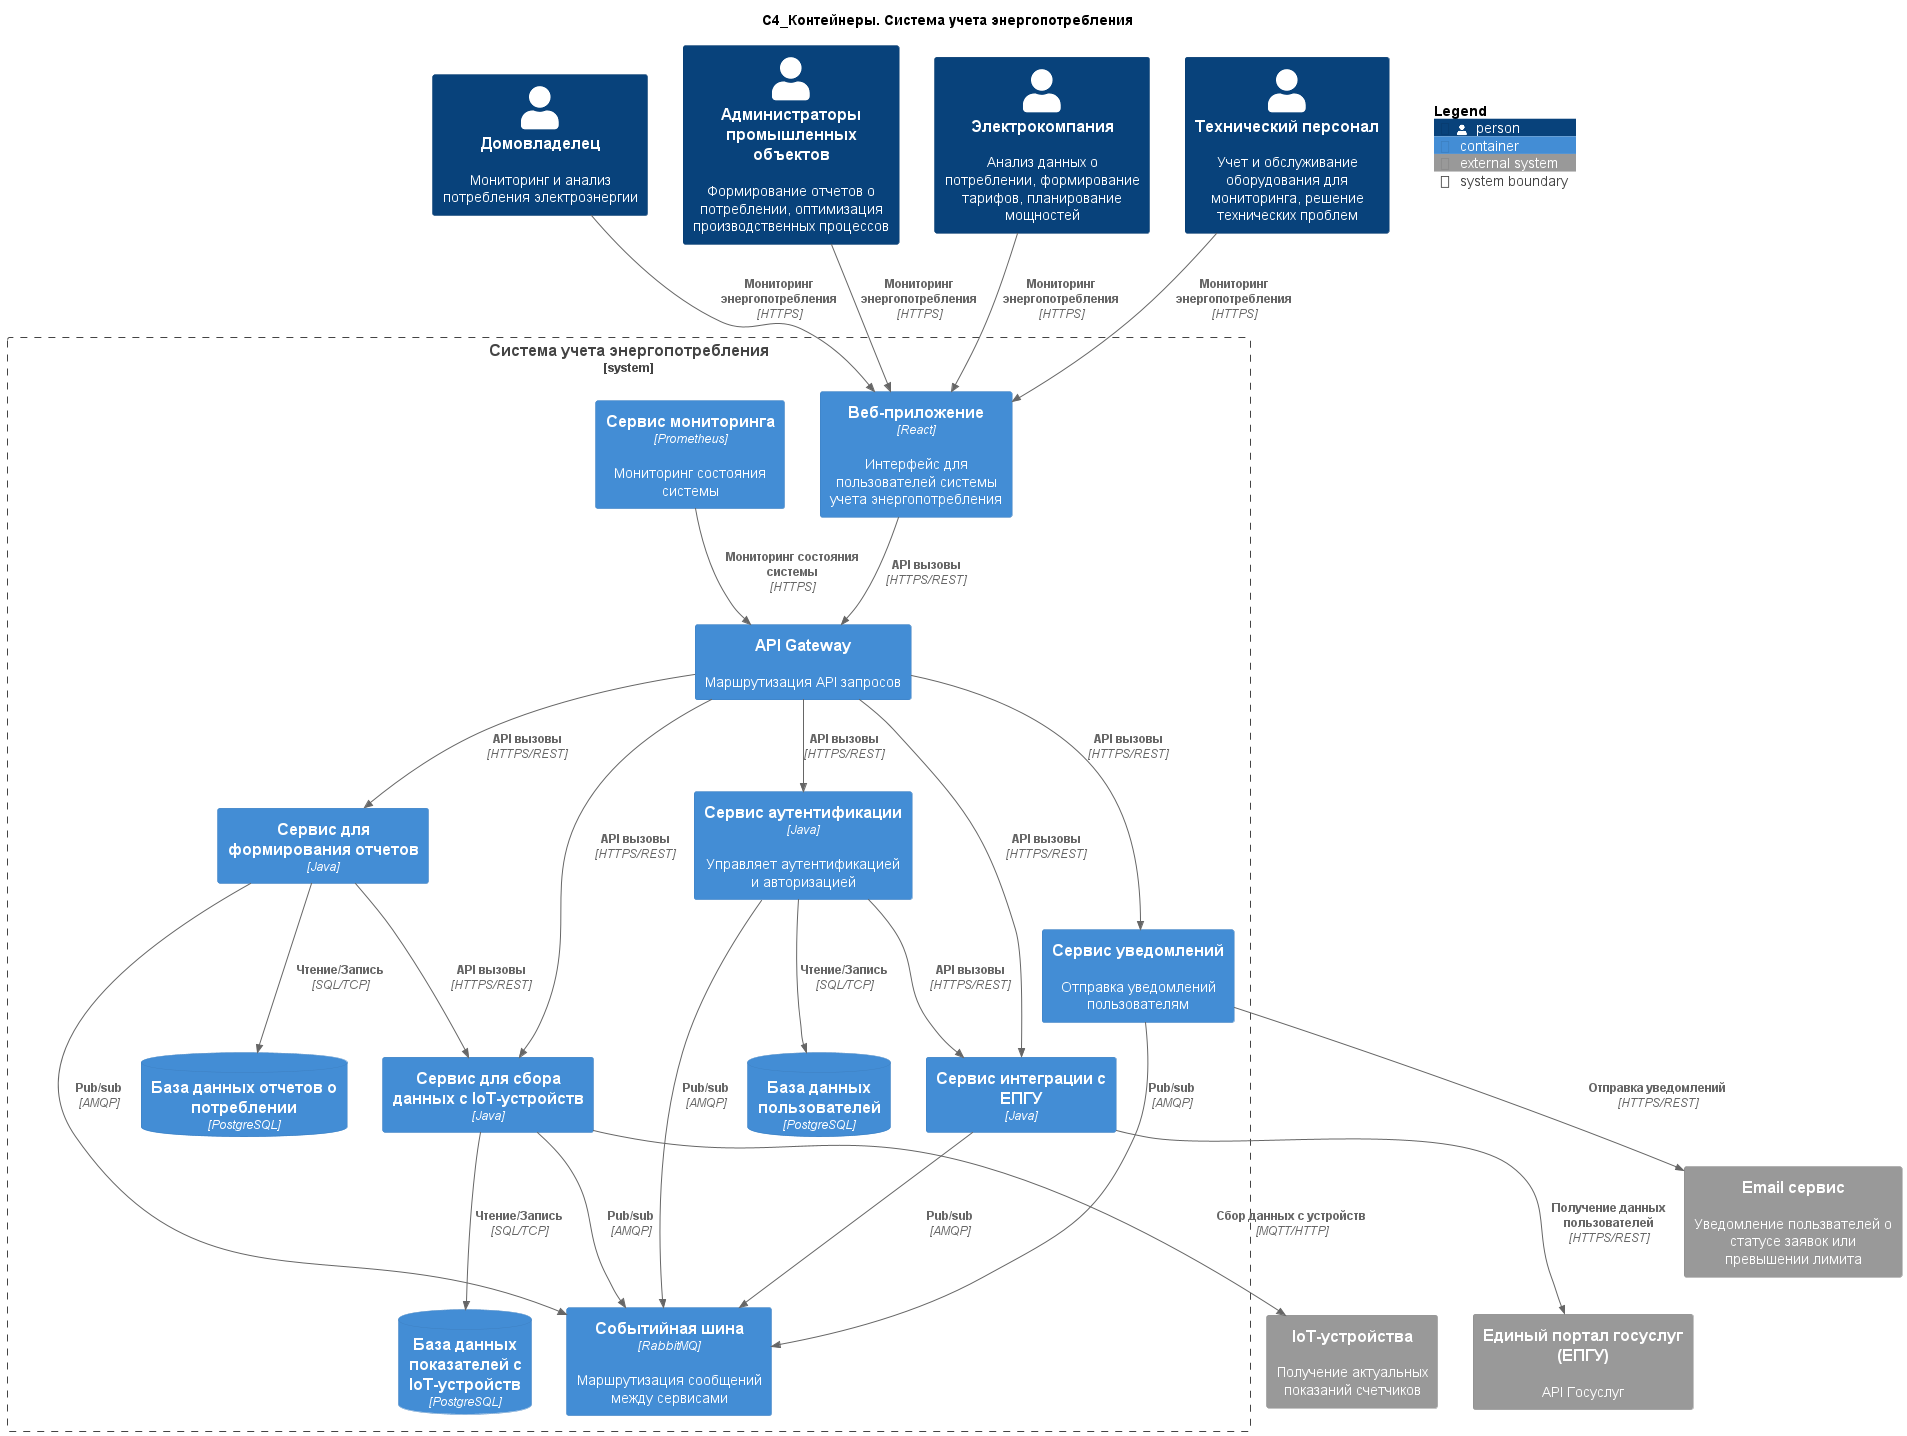 C4_Контейнеры. Система учета энергопотребления
Домовладелец
Мониторинг и анализ
потребления электроэнергии
Администраторы
промышленных
объектов
Формирование отчетов о
потреблении, оптимизация
производственных процессов
Электрокомпания
Анализ данных о
потреблении, формирование
тарифов, планирование
мощностей
Технический персонал
Учет и обслуживание
оборудования для
мониторинга, решение
технических проблем
Legend
person
container
external system
system boundary
Мониторинг
энергопотребления
[HTTPS]
Мониторинг
энергопотребления
[HTTPS]
Мониторинг
энергопотребления
[HTTPS]
Мониторинг
энергопотребления
[HTTPS]
Система учета энергопотребления
[system]
Сервис мониторинга
[Prometheus]
Мониторинг состояния
системы
Веб-приложение
[React]
Интерфейс для
пользователей системы
учета энергопотребления
Мониторинг состояния
системы
[HTTPS]
API вызовы
[HTTPS/REST]
API Gateway
Маршрутизация API запросов
API вызовы
[HTTPS/REST]
API вызовы
[HTTPS/REST]
API вызовы
[HTTPS/REST]
API вызовы
[HTTPS/REST]
API вызовы
[HTTPS/REST]
Сервис для
формирования отчетов
[Java]
Сервис аутентификации
[Java]
Управляет аутентификацией
и авторизацией
Сервис уведомлений
Отправка уведомлений
пользователям
Чтение/Запись
[SQL/TCP]
API вызовы
[HTTPS/REST]
Чтение/Запись
[SQL/TCP]
API вызовы
[HTTPS/REST]
Pub/sub
[AMQP]
База данных отчетов о
потреблении
[PostgreSQL]
Сервис для сбора
данных с IoT-устройств
[Java]
Pub/sub
[AMQP]
База данных
пользователей
[PostgreSQL]
Сервис интеграции с
ЕПГУ
[Java]
Pub/sub
[AMQP]
Отправка уведомлений
[HTTPS/REST]
Чтение/Запись
[SQL/TCP]
Pub/sub
[AMQP]
Pub/sub
[AMQP]
Сбор данных с устройств
[MQTT/HTTP]
Получение данных
пользователей
[HTTPS/REST]
Email сервис
Уведомление пользвателей о
статусе заявок или
превышении лимита
База данных
показателей с
IoT-устройств
[PostgreSQL]
Событийная шина
[RabbitMQ]
Маршрутизация сообщений
между сервисами
IoT-устройства
Получение актуальных
показаний счетчиков
Единый портал госуслуг
(ЕПГУ)
API Госуслуг